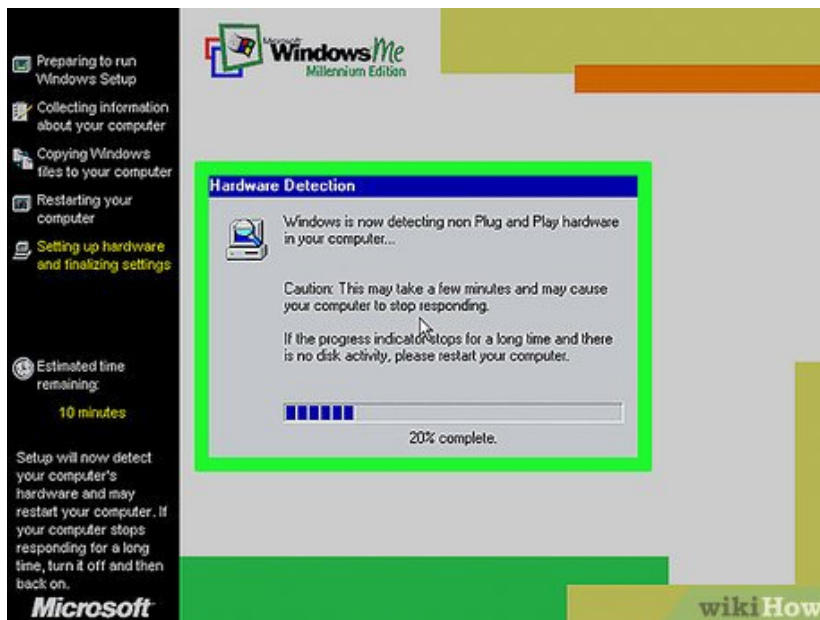 Preparing to run
Windows Setup
Collecting information
about your computer
Copying Windows
files to your computer
Restarting your
computer
Setting up hardware
and finalizing settings
Estimated time
remaining:
10 minutes
Setup will now detect
your computer's
hardware and may
restart your computer. If
your computer stops
responding for a long
time, turn it off and then
back on.
Microsoft
Microsoft
Windows Me
Millennium Edition
Hardware Detection
Windows is now detecting non Plug and Play hardware
in your computer...
Caution: This may take a few minutes and may cause
your computer to stop responding.
If the progress indicator stops for a long time and there
is no disk activity, please restart your computer.
20% complete.
wikiHow